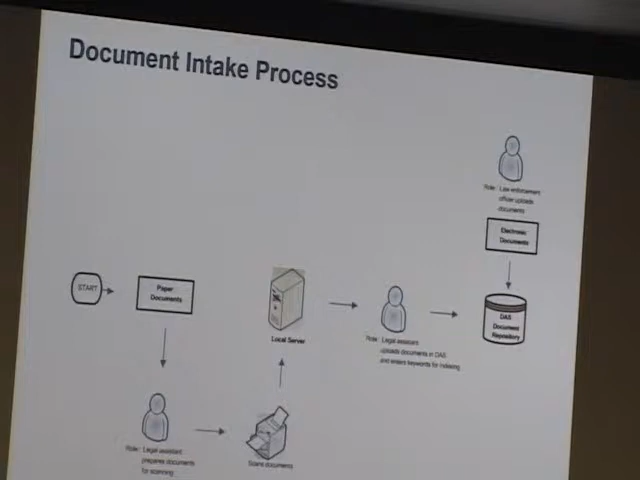 Document Intake Process
Role : Law enforcement
officer uploads
documents
Electronic
Documents
START
Paper
Documents
Local Server
Role : Legal assistant
uploads documents in DAS
and enters keywords for indexing
DAS
Document
Repository
Role : Legal assistant
prepares documents
for scanning
Scans documents